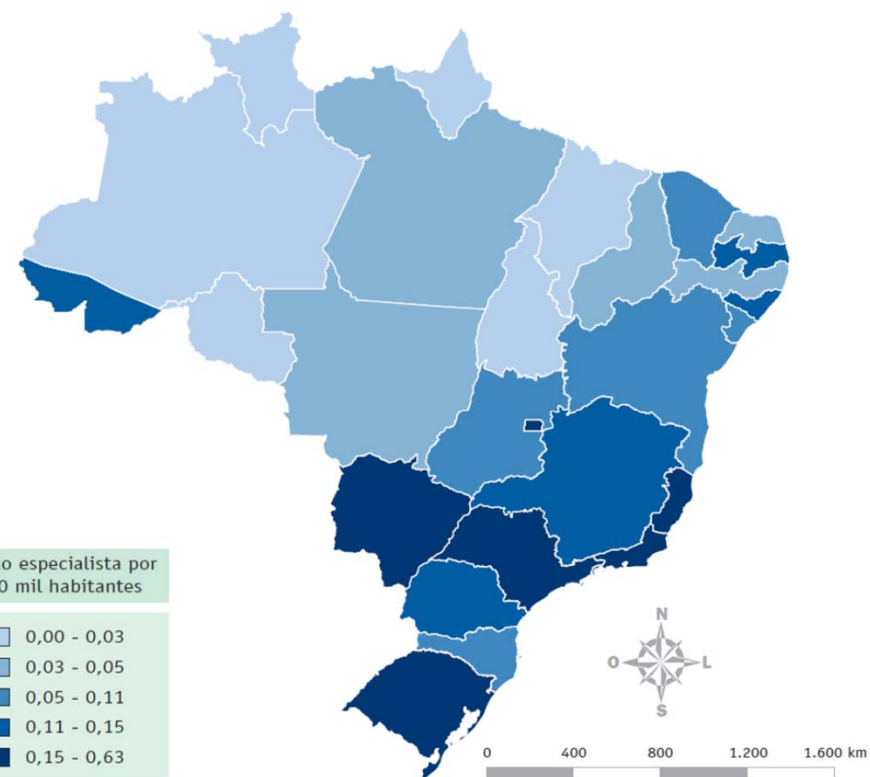 especialista por
mil habitantes
0,00 - 0,03
0,03 - 0,05
0,05 - 0,11
0,11 - 0,15
0,15 - 0,63
N
O
L
S
0 400 800 1.200 1.600 km